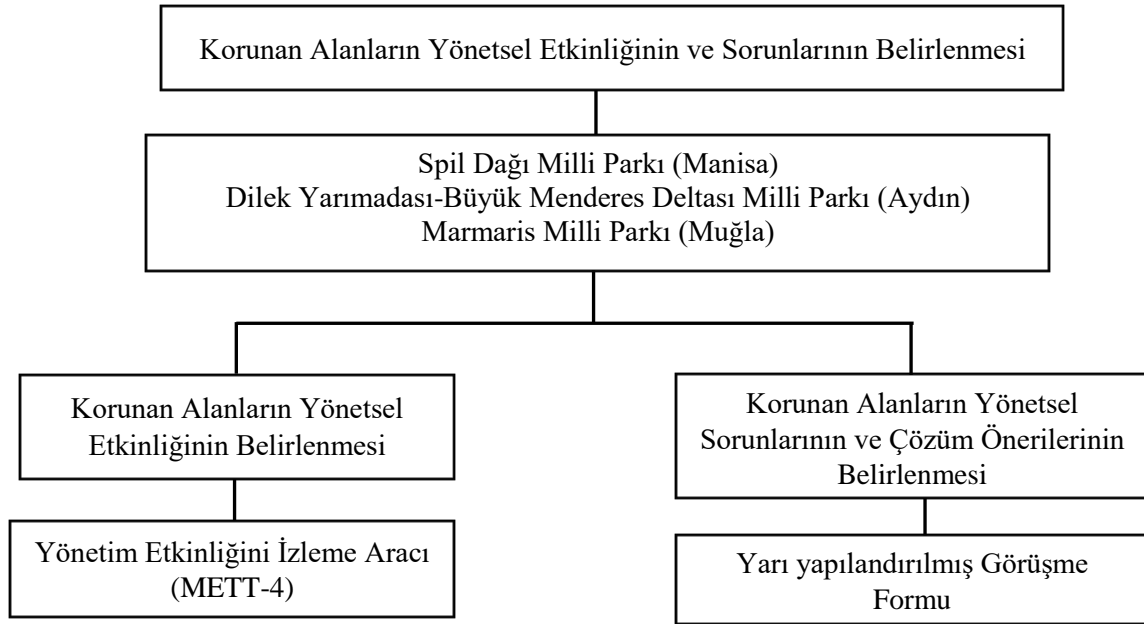 Korunan Alanların Yönetsel Etkinliğinin ve Sorunlarının Belirlenmesi
Spil Dağı Milli Parkı (Manisa)
Dilek Yarımadası-Büyük Menderes Deltası Milli Parkı (Aydın)
Marmaris Milli Parkı (Muğla)
Korunan Alanların Yönetsel
Etkinliğinin Belirlenmesi
Yönetim Etkinliğini İzleme Aracı
(METT-4)
Korunan Alanların Yönetsel
Sorunlarının ve Çözüm Önerilerinin
Belirlenmesi
Yarı yapılandırılmış Görüşme
Formu